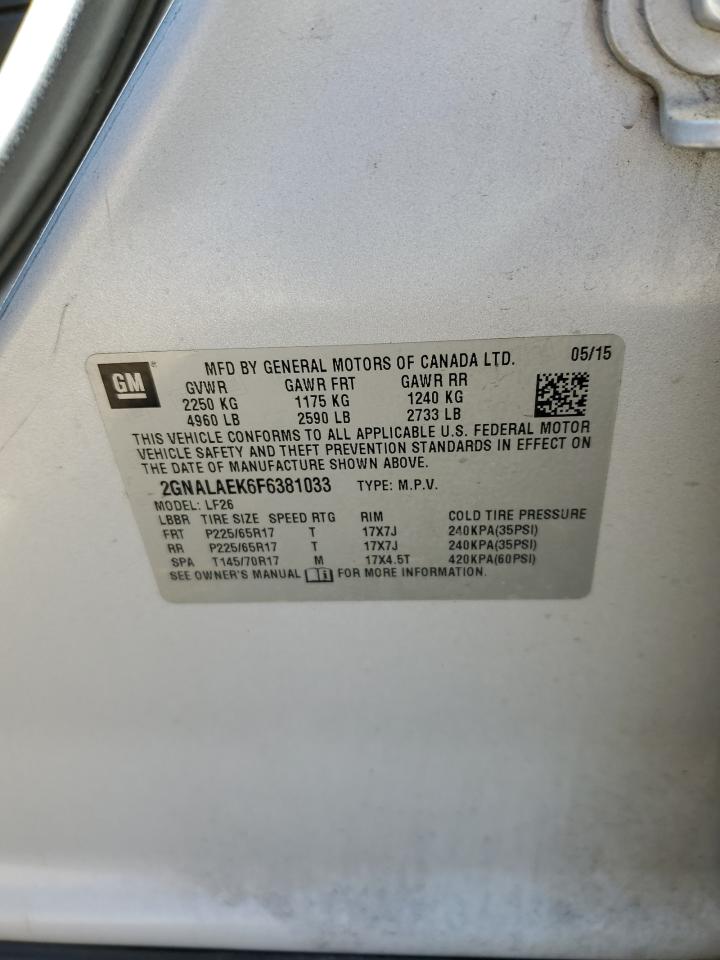 GM
MFD BY GENERAL MOTORS OF CANADA LTD. 05/15
GVWR GAWR FRT GAWR RR
2250 KG 1175 KG 1240 KG
4960 LB 2590 LB 2733 LB
THIS VEHICLE CONFORMS TO ALL APPLICABLE U.S. FEDERAL MOTOR
VEHICLE SAFETY AND THEFT PREVENTION STANDARDS IN EFFECT ON
THE DATE OF MANUFACTURE SHOWN ABOVE.
2GNALAEK6F6381033 TYPE: M.P.V.
MODEL: LF26
LBBR TIRE SIZE SPEED RTG RIM COLD TIRE PRESSURE
FRT P225/65R17 T 17X7J 240KPA(35PSI)
RR P225/65R17 T 17X7J 240KPA(35PSI)
SPA T145/70R17 M 17X4.5T 420KPA(60PSI)
SEE OWNER'S MANUAL FOR MORE INFORMATION.